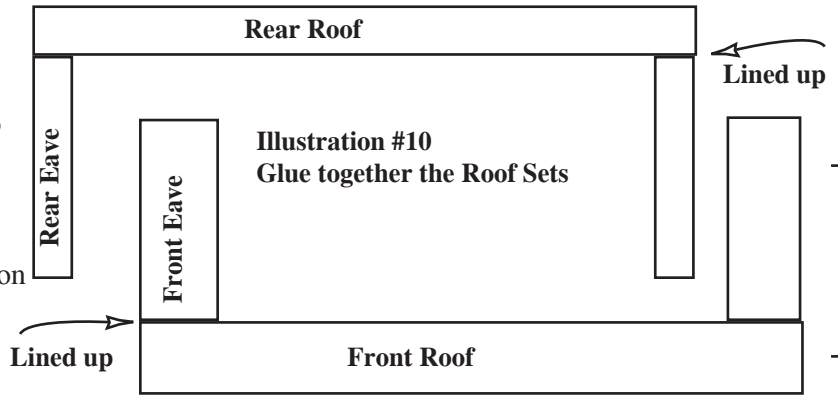 Rear Roof
Lined up
Illustration #10
Glue together the Roof Sets
Rear Eave
Front Eave
on
Lined up
Front Roof